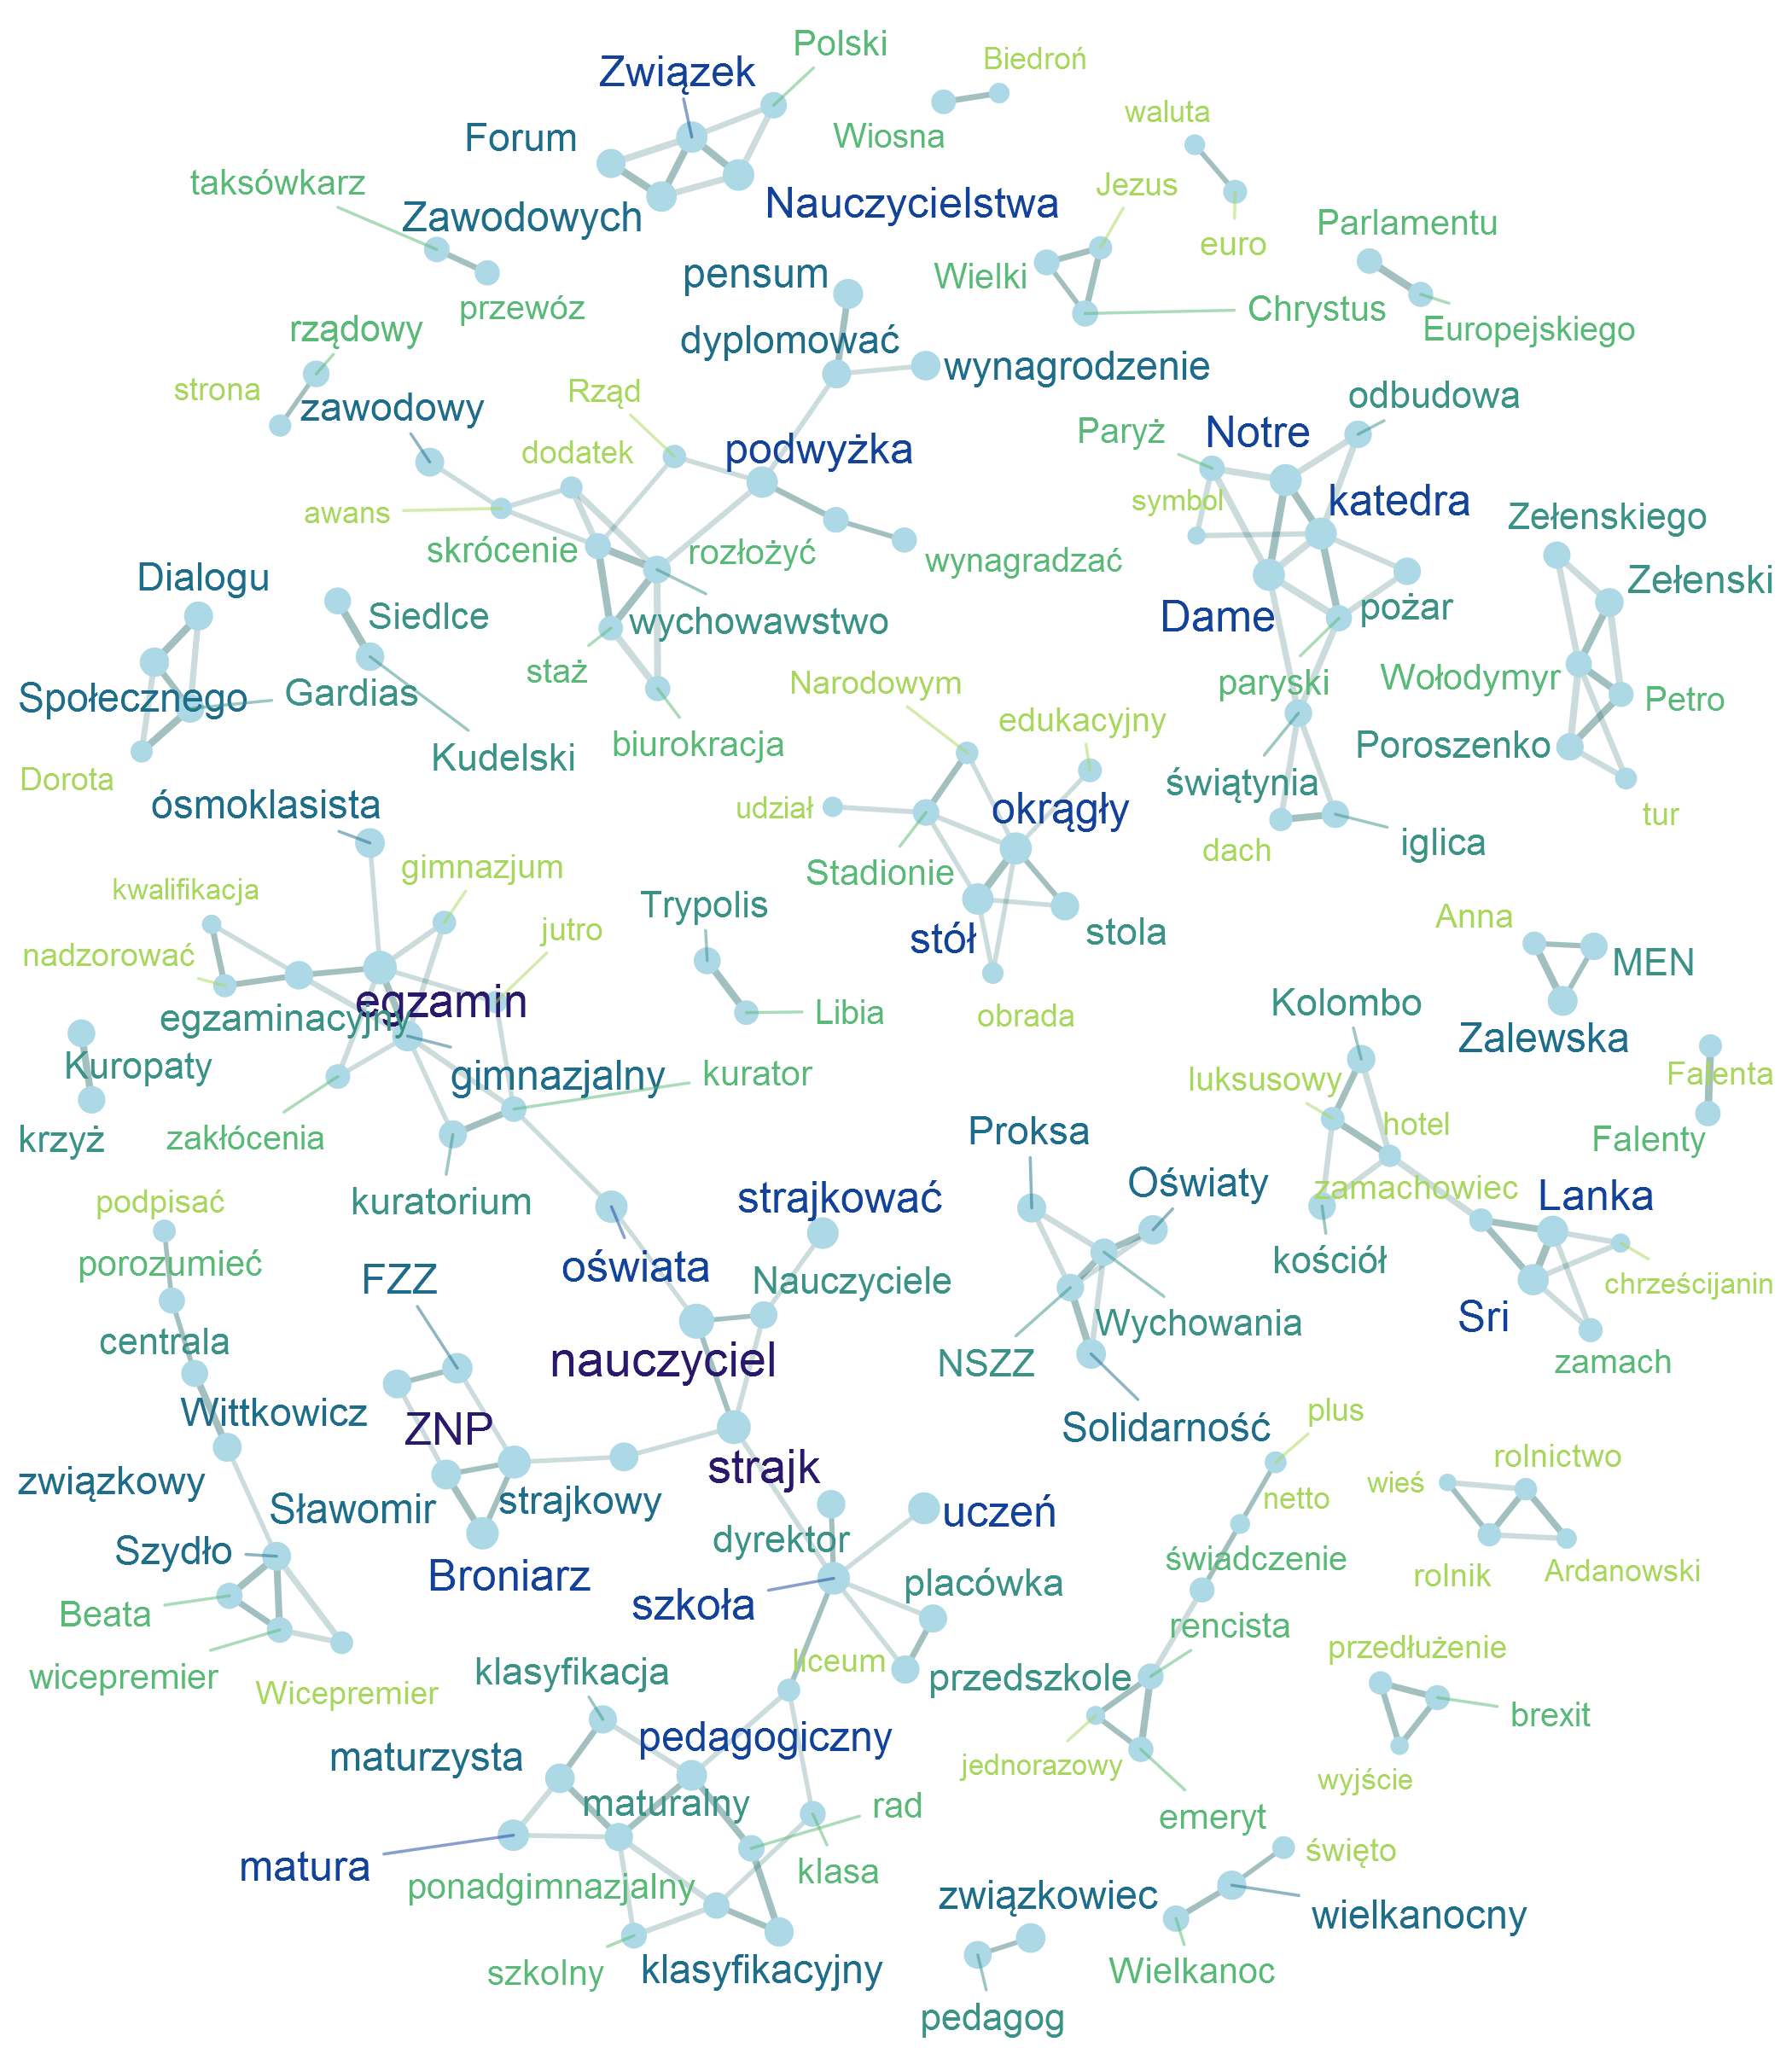 Polski
Biedroń
Związek
waluta
Forum
Wiosna
taksówkarz
Jezus
Nauczycielstwa
Zawodowych
Parlamentu
euro
pensum
Wielki
przewóz
Chrystus
rządowy
Europejskiego
dyplomować
wynagrodzenie
strona
Rząd
odbudowa
zawodowy
Paryż
Notre
dodatek
podwyżka
symbol
katedra
awans
Zełenskiego
skrócenie
rozłożyć
wynagradzać
Dialogu
Zełenski
Siedlce
wychowawstwo
Dame
pożar
staż
Narodowym
paryski
Wołodymyr
Społecznego
Gardias
Petro
edukacyjny
biurokracja
Poroszenko
Kudelski
Dorota
świątynia
ósmoklasista
udział
okrągły
tur
iglica
dach
gimnazjum
Stadionie
kwalifikacja
Trypolis
Anna
jutro
stół
stola
nadzorować
MEN
egzamin
Kolombo
egzaminacyjny
Libia
obrada
Zalewska
Kuropaty
gimnazjalny
kurator
luksusowy
Falenta
hotel
Proksa
krzyż
zakłócenia
Falenty
Oświaty
zamachowiec
podpisać
kuratorium
strajkować
Lanka
porozumieć
kościół
oświata
FZZ
Nauczyciele
chrześcijanin
Wychowania
Sri
centrala
nauczyciel
NSZZ
zamach
Wittkowicz
ZNP
plus
Solidarność
strajk
rolnictwo
związkowy
wieś
netto
Sławomir
strajkowy
uczeń
dyrektor
Szydło
świadczenie
Broniarz
placówka
rolnik
Ardanowski
szkoła
Beata
rencista
przedłużenie
liceum
wicepremier
klasyfikacja
przedszkole
Wicepremier
brexit
pedagogiczny
maturzysta
jednorazowy
wyjście
maturalny
rad
emeryt
święto
matura
klasa
ponadgimnazjalny
związkowiec
wielkanocny
szkolny
klasyfikacyjny
Wielkanoc
pedagog